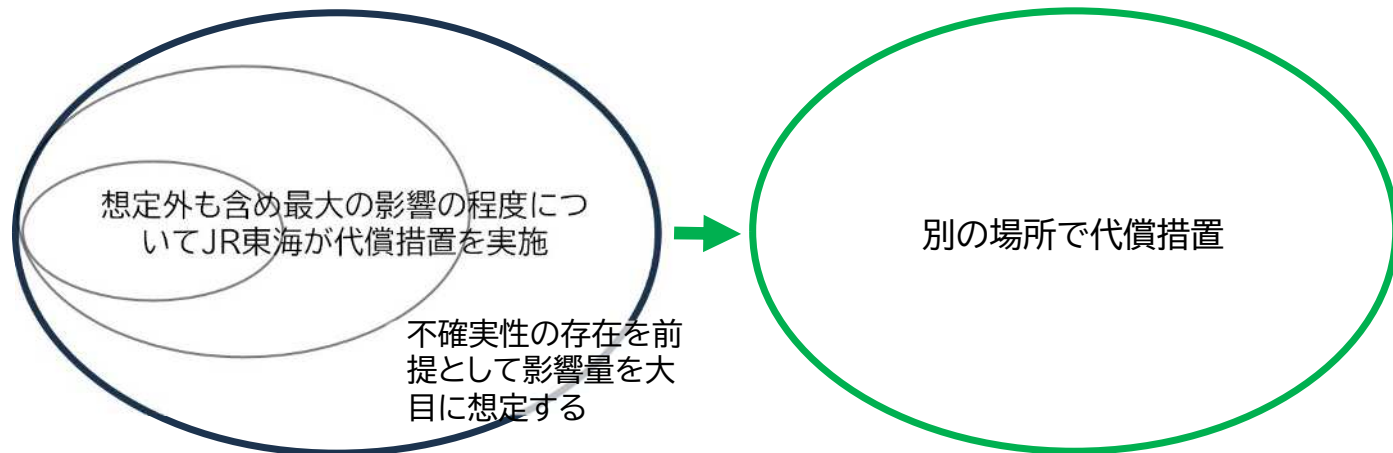 想定外も含め最大の影響の程度につ
いてJR東海が代償措置を実施
不確実性の存在を前
提として影響量を大
目に想定する
別の場所で代償措置